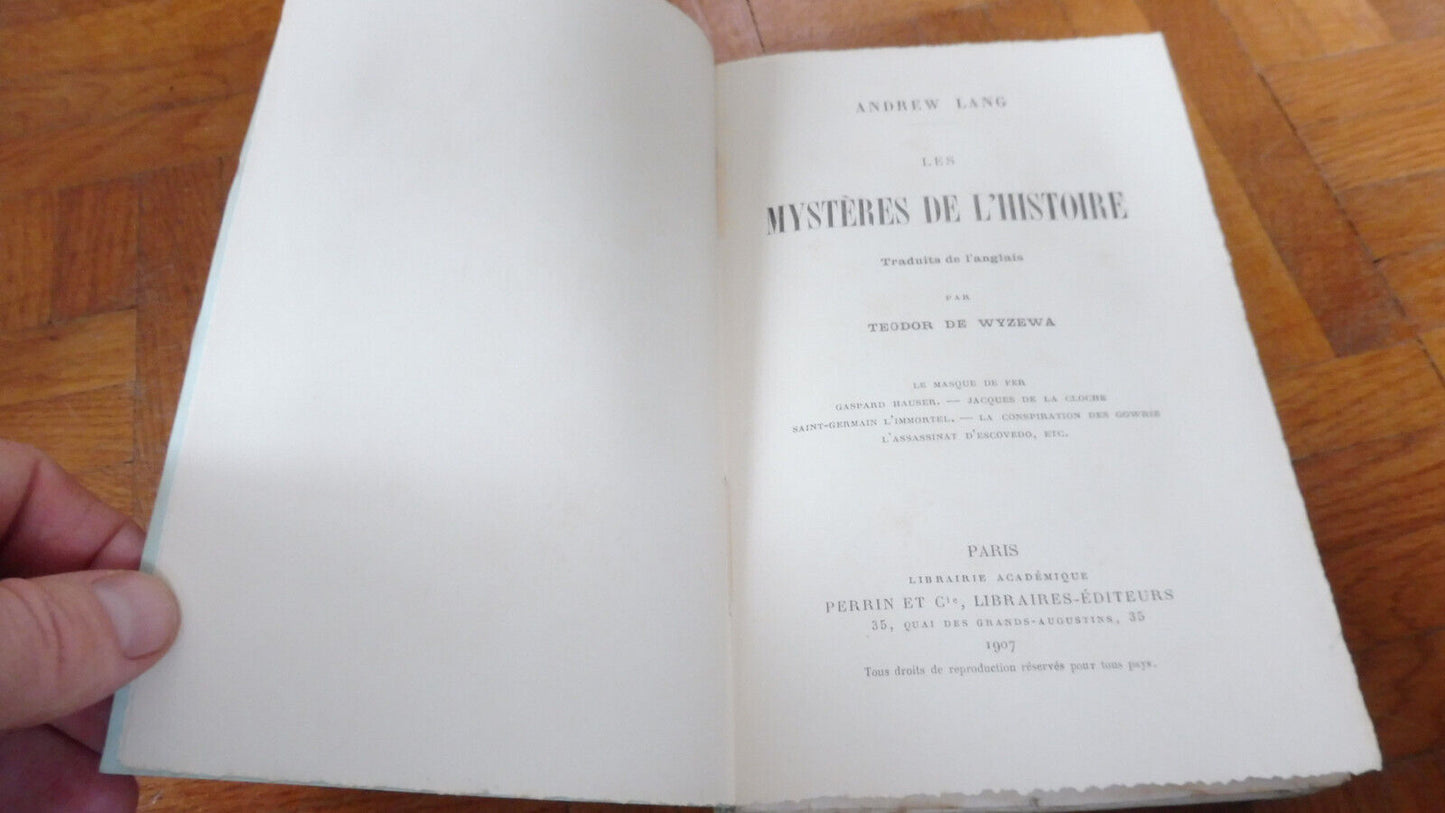 ANDREW LANG
LES
MYSTÈRES DE L'HISTOIRE
Traduits de l'anglais
PAR
TEODOR DE WYZEWA
LE MASQUE DE FER
GASPARD HAUSER. — JACQUES DE LA CLOCHE
SAINT-GERMAIN L'IMMORTEL. — LA CONSPIRATION DES GOWRIE
L'ASSASSINAT D'ESCOVEDO, ETC.
PARIS
LIBRAIRIE ACADÉMIQUE
PERRIN ET Cie, LIBRAIRES-ÉDITEURS
35, QUAI DES GRANDS-AUGUSTINS, 35
1907
Tous droits de reproduction réservés pour tous pays.